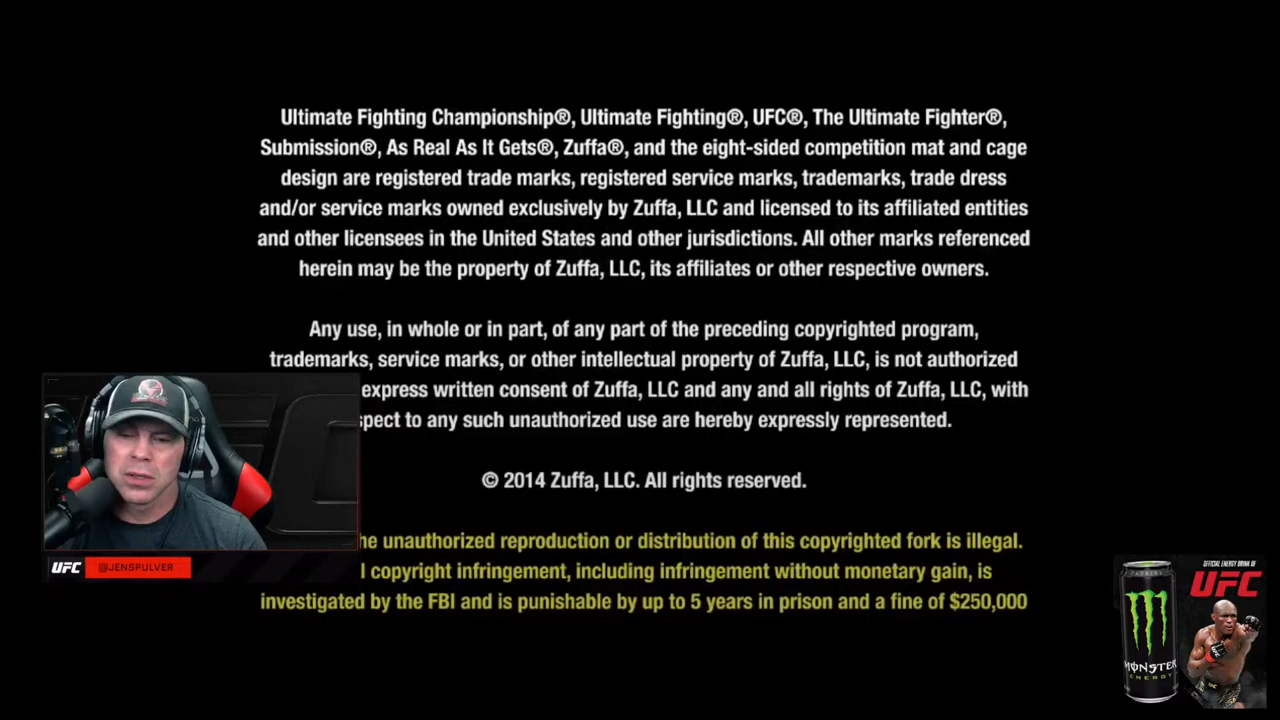 Ultimate Fighting Championship®, Ultimate Fighting®, UFC®, The Ultimate Fighter®,
Submission®, As Real As It Gets®, Zuffa®, and the eight-sided competition mat and cage
design are registered trade marks, registered service marks, trademarks, trade dress
and/or service marks owned exclusively by Zuffa, LLC and licensed to its affiliated entities
and other licensees in the United States and other jurisdictions. All other marks referenced
herein may be the property of Zuffa, LLC, its affiliates or other respective owners.
Any use, in whole or in part, of any part of the preceding copyrighted program,
trademarks, service marks, or other intellectual property of Zuffa, LLC, is not authorized
express written consent of Zuffa, LLC and any and all rights of Zuffa, LLC, with
spect to any such unauthorized use are hereby expressly represented.
© 2014 Zuffa, LLC. All rights reserved.
he unauthorized reproduction or distribution of this copyrighted fork is illegal.
l copyright infringement, including infringement without monetary gain, is
investigated by the FBI and is punishable by up to 5 years in prison and a fine of $250,000
UFC @JENSPULVER
OFFICIAL ENERGY DRINK OF
UFC
MONSTER
ENERGY